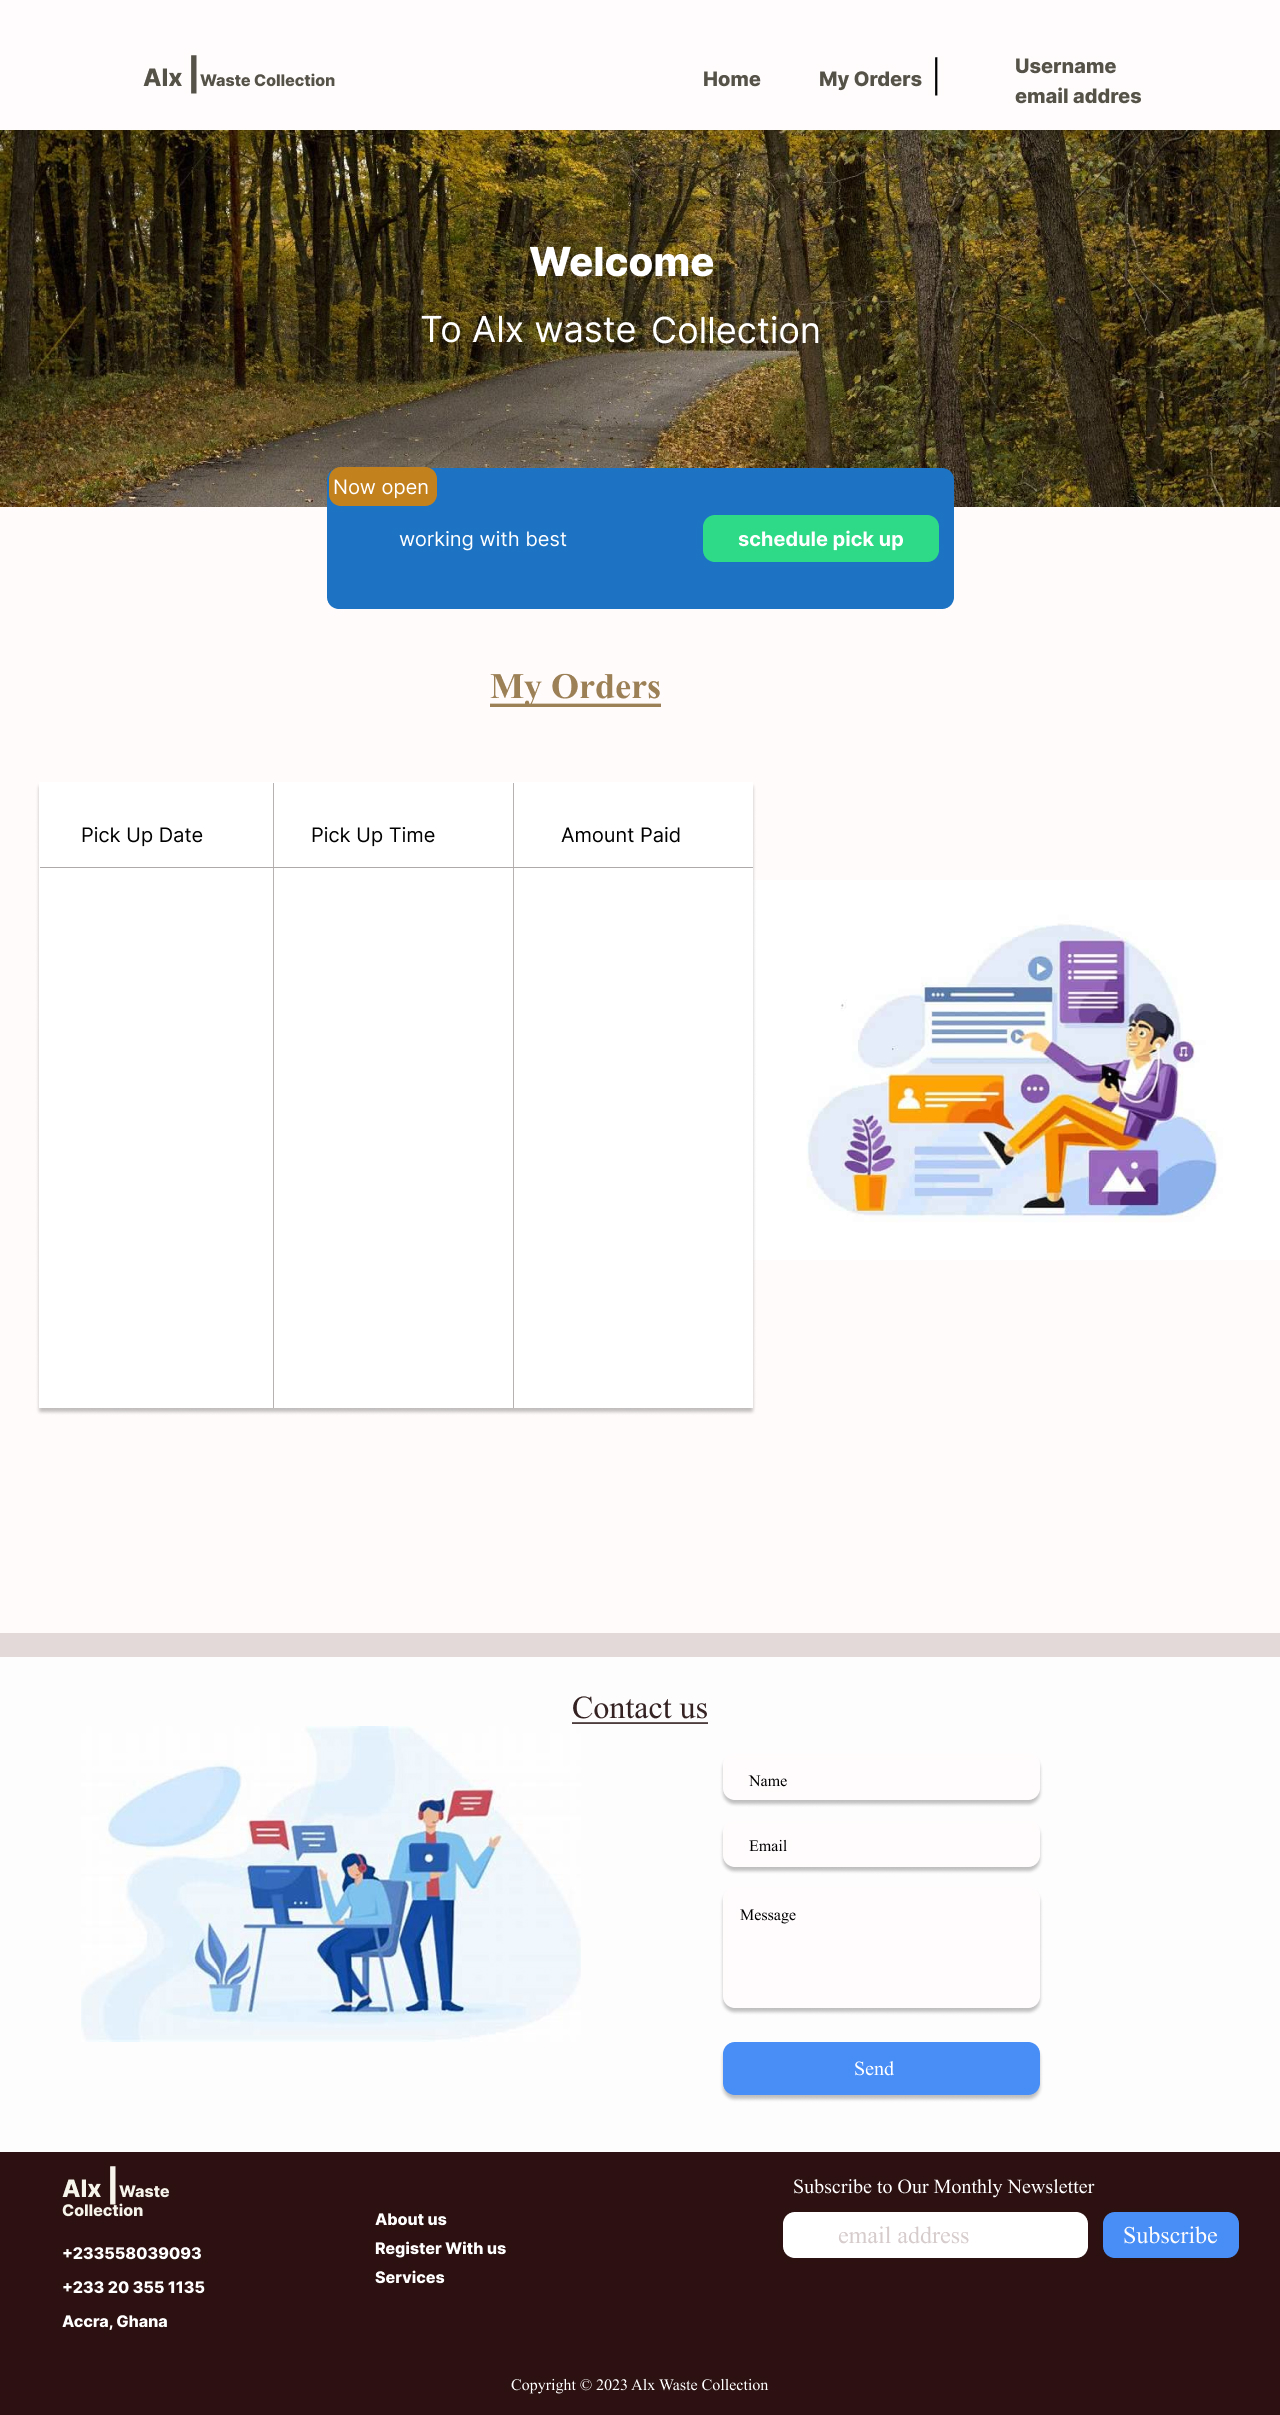 Alx | Waste Collection
Home
My Orders
Username
email addres
Welcome
To Alx waste Collection
Now open
working with best
schedule pick up
My Orders
Pick Up Date
Pick Up Time
Amount Paid
Contact us
Name
Email
Message
Send
Alx | Waste
Collection
+233558039093
+233 20 355 1135
Accra, Ghana
About us
Register With us
Services
Subscribe to Our Monthly Newsletter
email address
Subscribe
Copyright © 2023 Alx Waste Collection